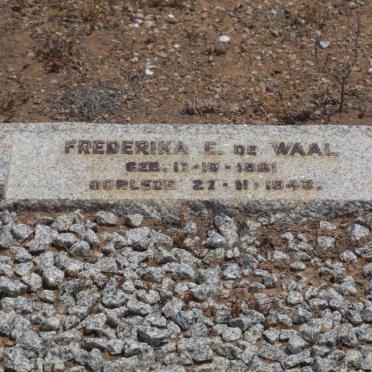 FREDERIKA E. DE WAAL
GEB. 17-10-1881
OORLEDE 27-11-1943.